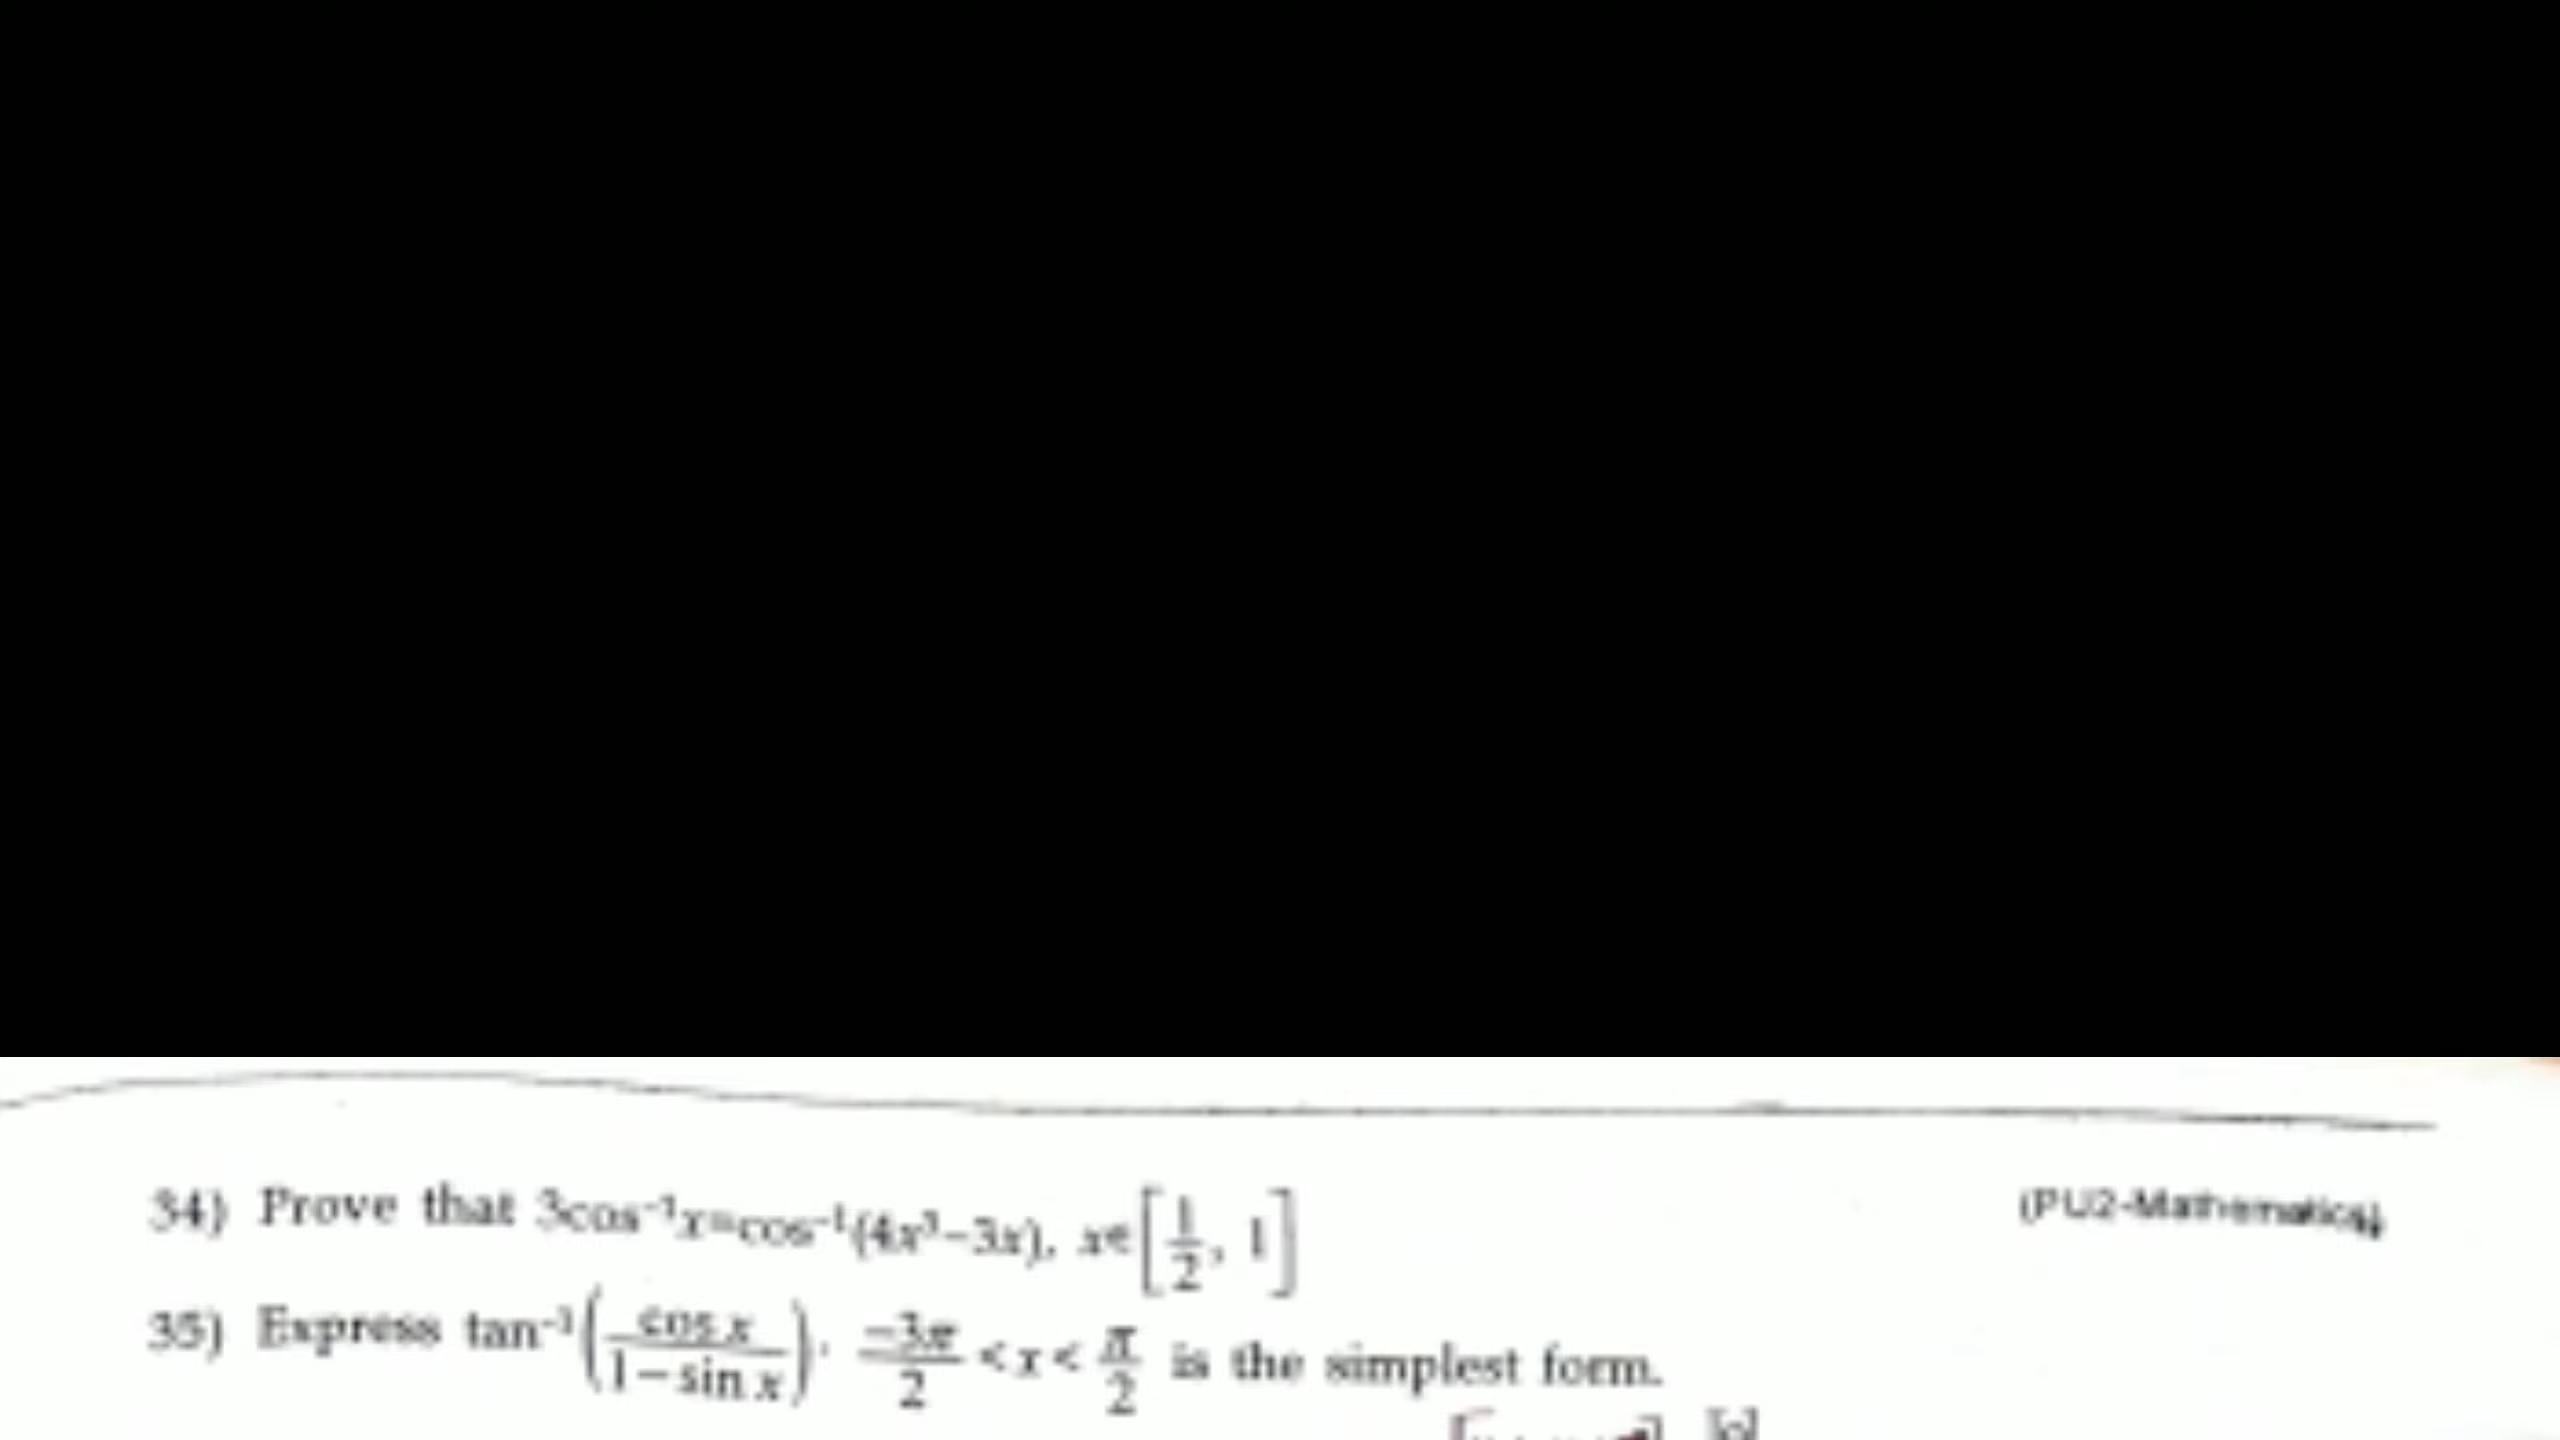 (PU2-Mathematics)
34) Prove that 3cos⁻¹x=cos⁻¹(4x³−3x), x∈[1/2, 1]
35) Express tan⁻¹(cos x/(1−sin x)), −3π/2 <x< π/2 is the simplest form.